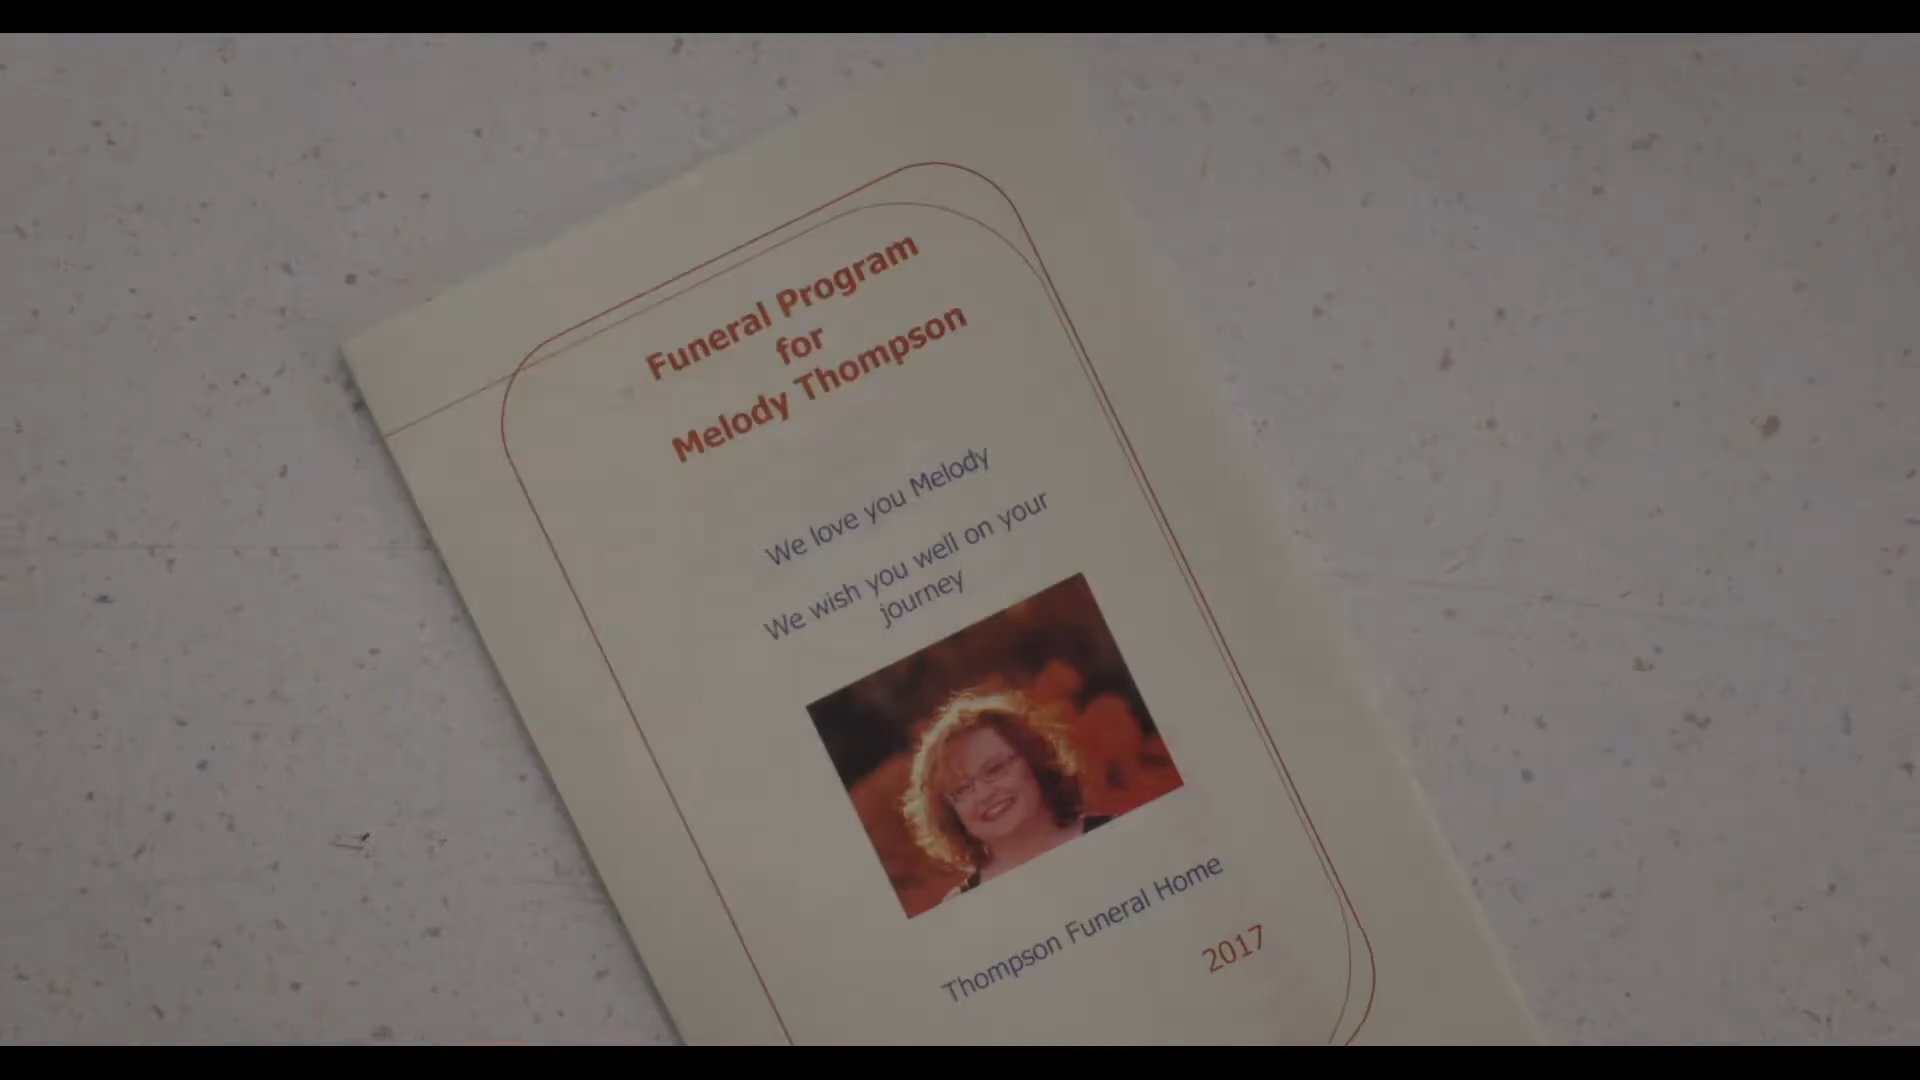 Funeral Program
for
Melody Thompson
We love you Melody
We wish you well on your
journey
Thompson Funeral Home
2017